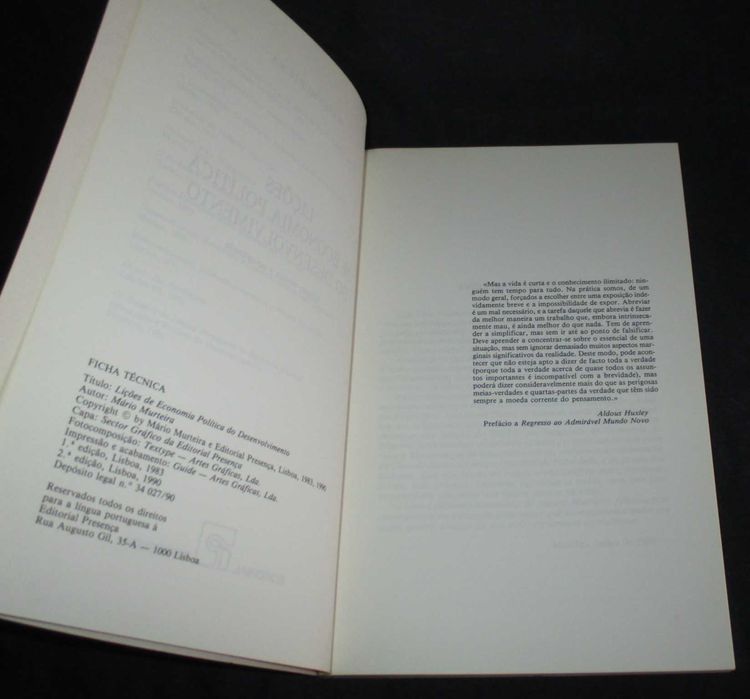 FICHA TÉCNICA
Título: Lições de Economia Política do Desenvolvimento
Autor: Mário Murteira
Copyright © by Mário Murteira e Editorial Presença, Lisboa, 1983, 1990
Capa: Sector Gráfico da Editorial Presença
Fotocomposição: Textype — Artes Gráficas, Lda.
Impressão e acabamento: Guide — Artes Gráficas, Lda.
1.ª edição, Lisboa, 1983
2.ª edição, Lisboa, 1990
Depósito legal n.º 34 027/90
Reservados todos os direitos
para a língua portuguesa à
Editorial Presença
Rua Augusto Gil, 35-A — 1000 Lisboa
«Mas a vida é curta e o conhecimento ilimitado: nin-
guém tem tempo para tudo. Na prática somos, de um
modo geral, forçados a escolher entre uma exposição inde-
vidamente breve e a impossibilidade de expor. Abreviar
é um mal necessário, e a tarefa daquele que abrevia é fazer
da melhor maneira um trabalho que, embora intrinseca-
mente mau, é ainda melhor do que nada. Tem de apren-
der a simplificar, mas sem ir até ao ponto de falsificar.
Deve aprender a concentrar-se sobre o essencial de uma
situação, mas sem ignorar demasiado muitos aspectos mar-
ginais significativos da realidade. Deste modo, pode acon-
tecer que não esteja apto a dizer de facto toda a verdade
(porque toda a verdade acerca de quase todos os assun-
tos importantes é incompatível com a brevidade), mas
poderá dizer consideravelmente mais do que as perigosas
meias-verdades e quartas-partes da verdade que têm sido
sempre a moeda corrente do pensamento.»
Aldous Huxley
Prefácio a Regresso ao Admirável Mundo Novo